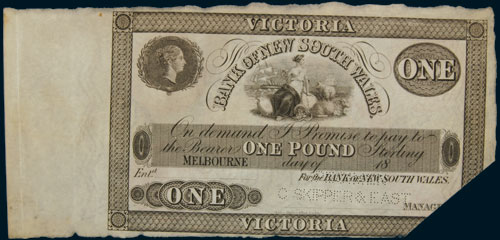 VICTORIA
BANK OF NEW SOUTH WALES.
ONE
On demand I Promise to pay to
the Bearer ONE POUND Sterling
MELBOURNE day of 18
Entd.
For the BANK OF NEW SOUTH WALES.
ONE
C SKIPPER & EAST
MANAG
VICTORIA